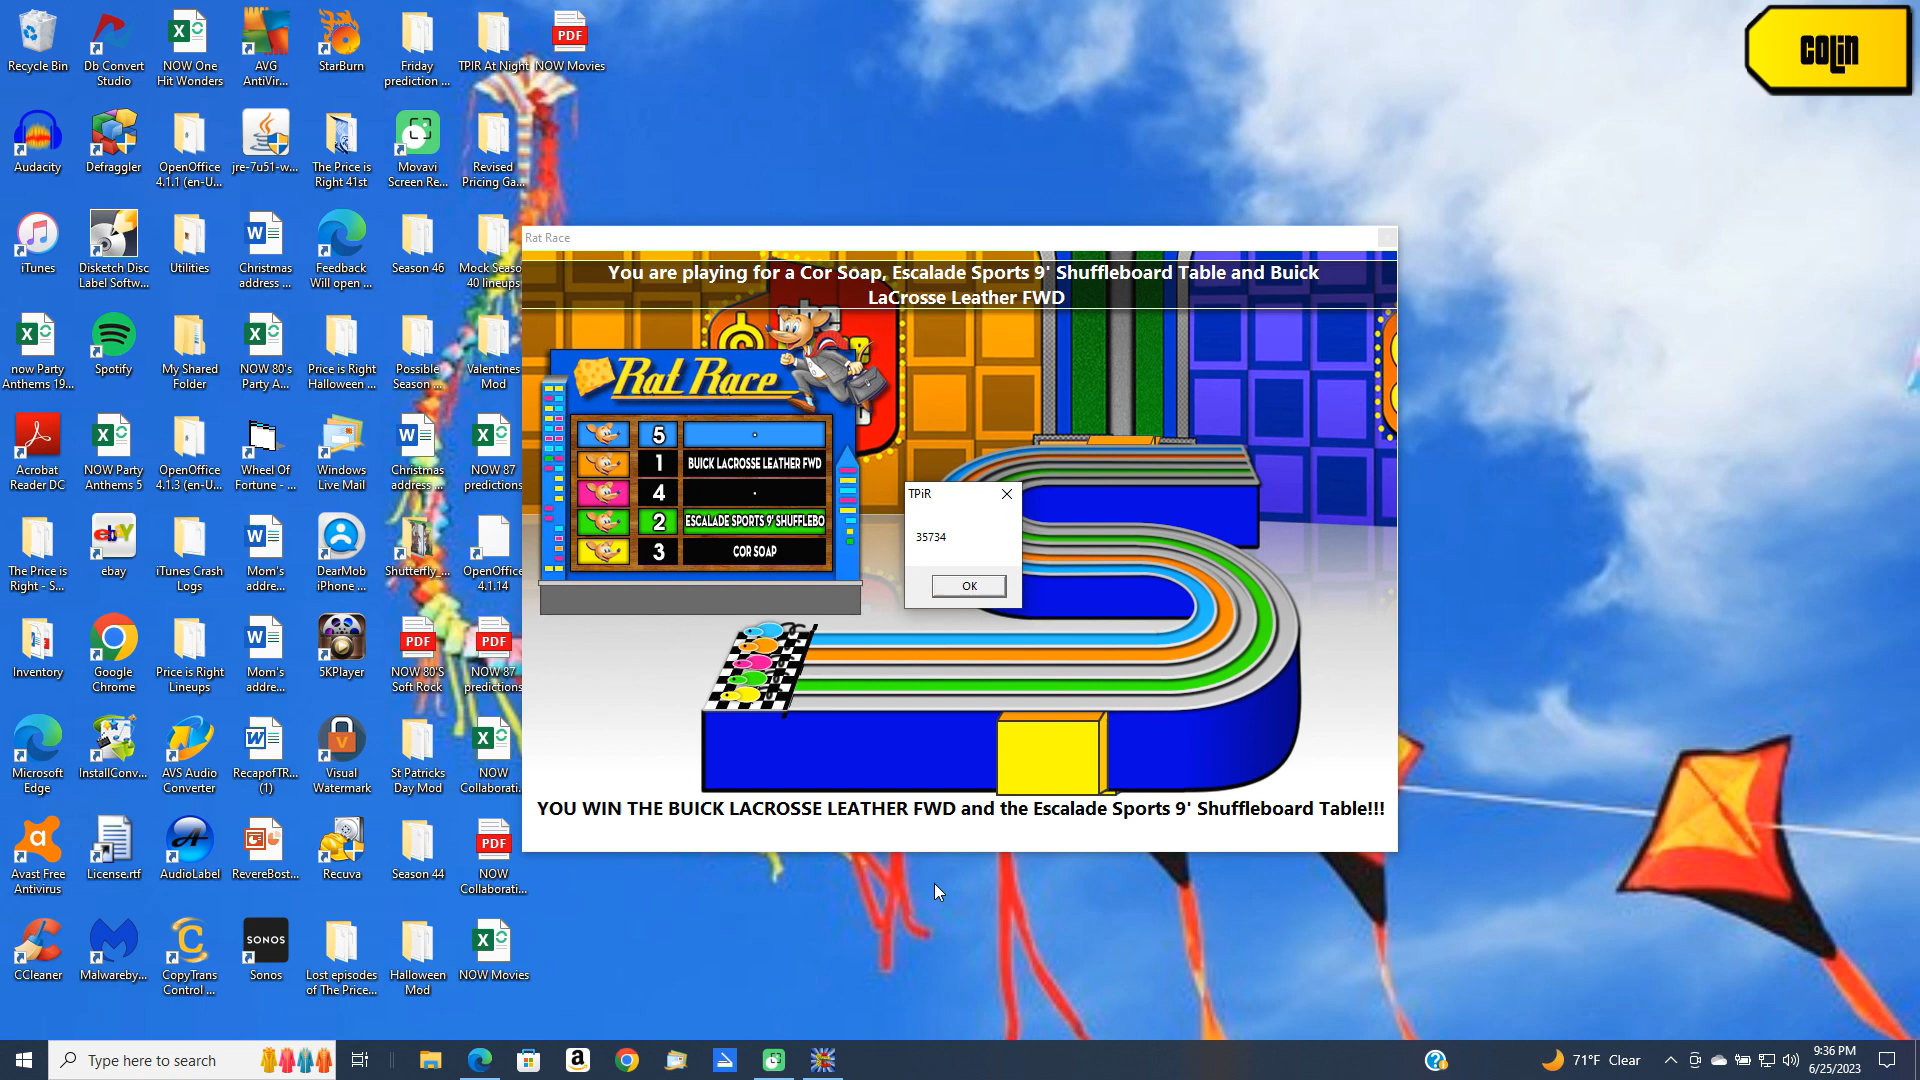 Recycle Bin
Db Convert
Studio
NOW One
Hit Wonders
AVG
AntiVir...
StarBurn
Friday
prediction ...
TPIR At Night
PDF
NOW Movies
COLIN
Audacity
Defraggler
OpenOffice
4.1.1 (en-U...
jre-7u51-w...
The Price is
Right 41st
Movavi
Screen Re...
Revised
Pricing Ga...
iTunes
Disketch Disc
Label Softw...
Utilities
Christmas
address ...
Feedback
Will open ...
Season 46
Mock Seaso
40 lineups
now Party
Anthems 19...
Spotify
My Shared
Folder
NOW 80's
Party A...
Price is Right
Halloween ...
Possible
Season ...
Valentines
Mod
Acrobat
Reader DC
NOW Party
Anthems 5
OpenOffice
4.1.3 (en-U...
Wheel Of
Fortune - ...
Windows
Live Mail
Christmas
address ...
NOW 87
predictions
The Price is
Right - S...
ebay
ebay
iTunes Crash
Logs
Mom's
addre...
DearMob
iPhone ...
Shutterfly_...
OpenOffice
4.1.14
Inventory
Google
Chrome
Price is Right
Lineups
Mom's
addre...
5KPlayer
PDF
NOW 80'S
Soft Rock
PDF
NOW 87
predictions
Microsoft
Edge
InstallConv...
AVS Audio
Converter
RecapofTR...
(1)
Visual
Watermark
St Patricks
Day Mod
NOW
Collaborati...
Avast Free
Antivirus
License.rtf
AudioLabel
RevereBost...
Recuva
Season 44
PDF
NOW
Collaborati...
CCleaner
Malwareby...
CopyTrans
Control ...
SONOS
Sonos
Lost episodes
of The Price...
Halloween
Mod
NOW Movies
Rat Race
You are playing for a Cor Soap, Escalade Sports 9' Shuffleboard Table and Buick
LaCrosse Leather FWD
Rat Race
5
1 BUICK LACROSSE LEATHER FWD
4
2 ESCALADE SPORTS 9' SHUFFLEBO
3 COR SOAP
TPiR
35734
OK
YOU WIN THE BUICK LACROSSE LEATHER FWD and the Escalade Sports 9' Shuffleboard Table!!!
Type here to search
71°F Clear
9:36 PM
6/25/2023